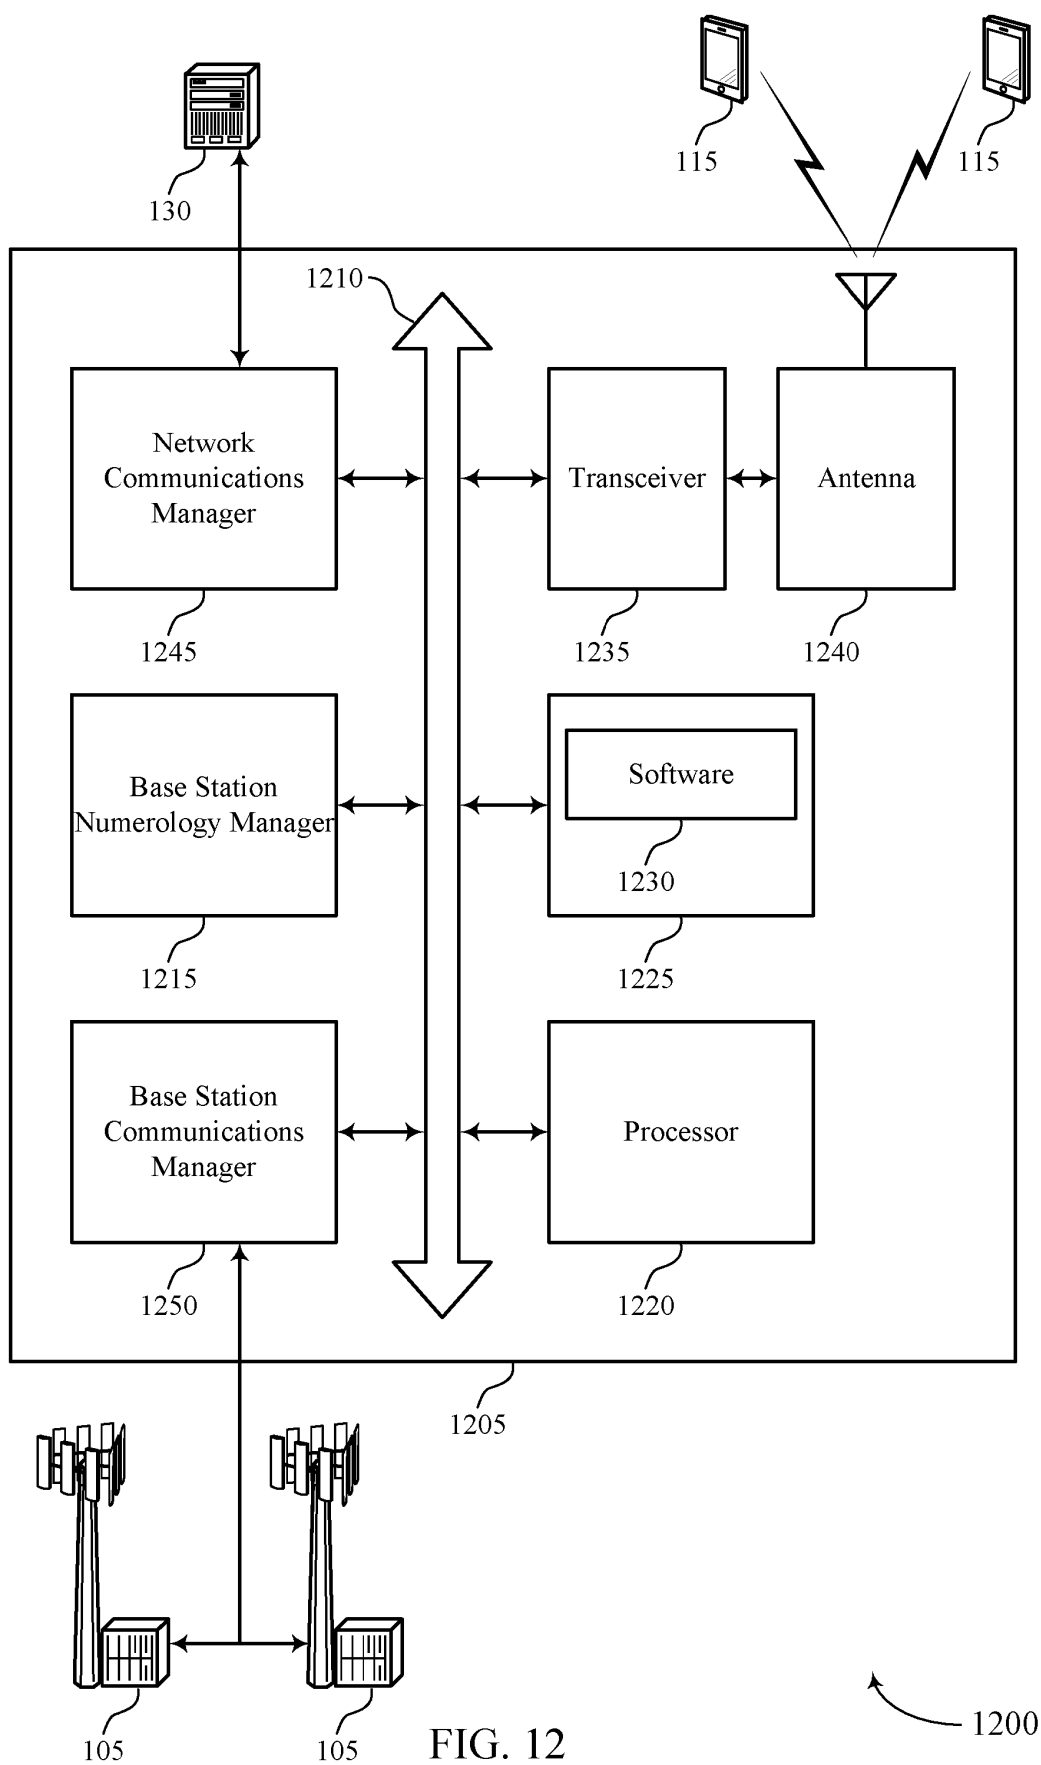 115
115
130
1210
Network
Communications
Manager
Transceiver
Antenna
1245
1235
1240
Base Station
Numerology Manager
Software
1230
1215
1225
Base Station
Communications
Manager
Processor
1250
1220
1205
105
105
FIG. 12
1200